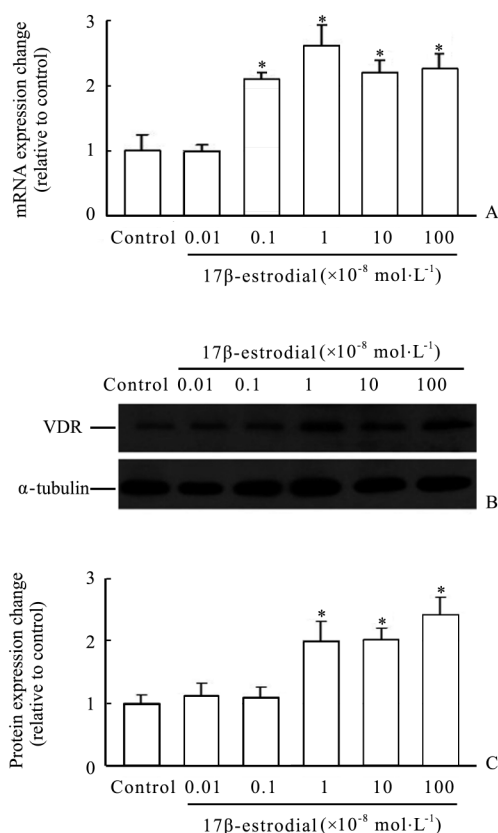 mRNA expression change
(relative to control)
3
2
1
0
* * * *
A
Control 0.01 0.1 1 10 100
17β-estrodial (×10⁻⁸ mol·L⁻¹)
17β-estrodial (×10⁻⁸ mol·L⁻¹)
Control 0.01 0.1 1 10 100
VDR
α-tubulin
B
Protein expression change
(relative to control)
3
2
1
0
* * *
C
Control 0.01 0.1 1 10 100
17β-estrodial (×10⁻⁸ mol·L⁻¹)